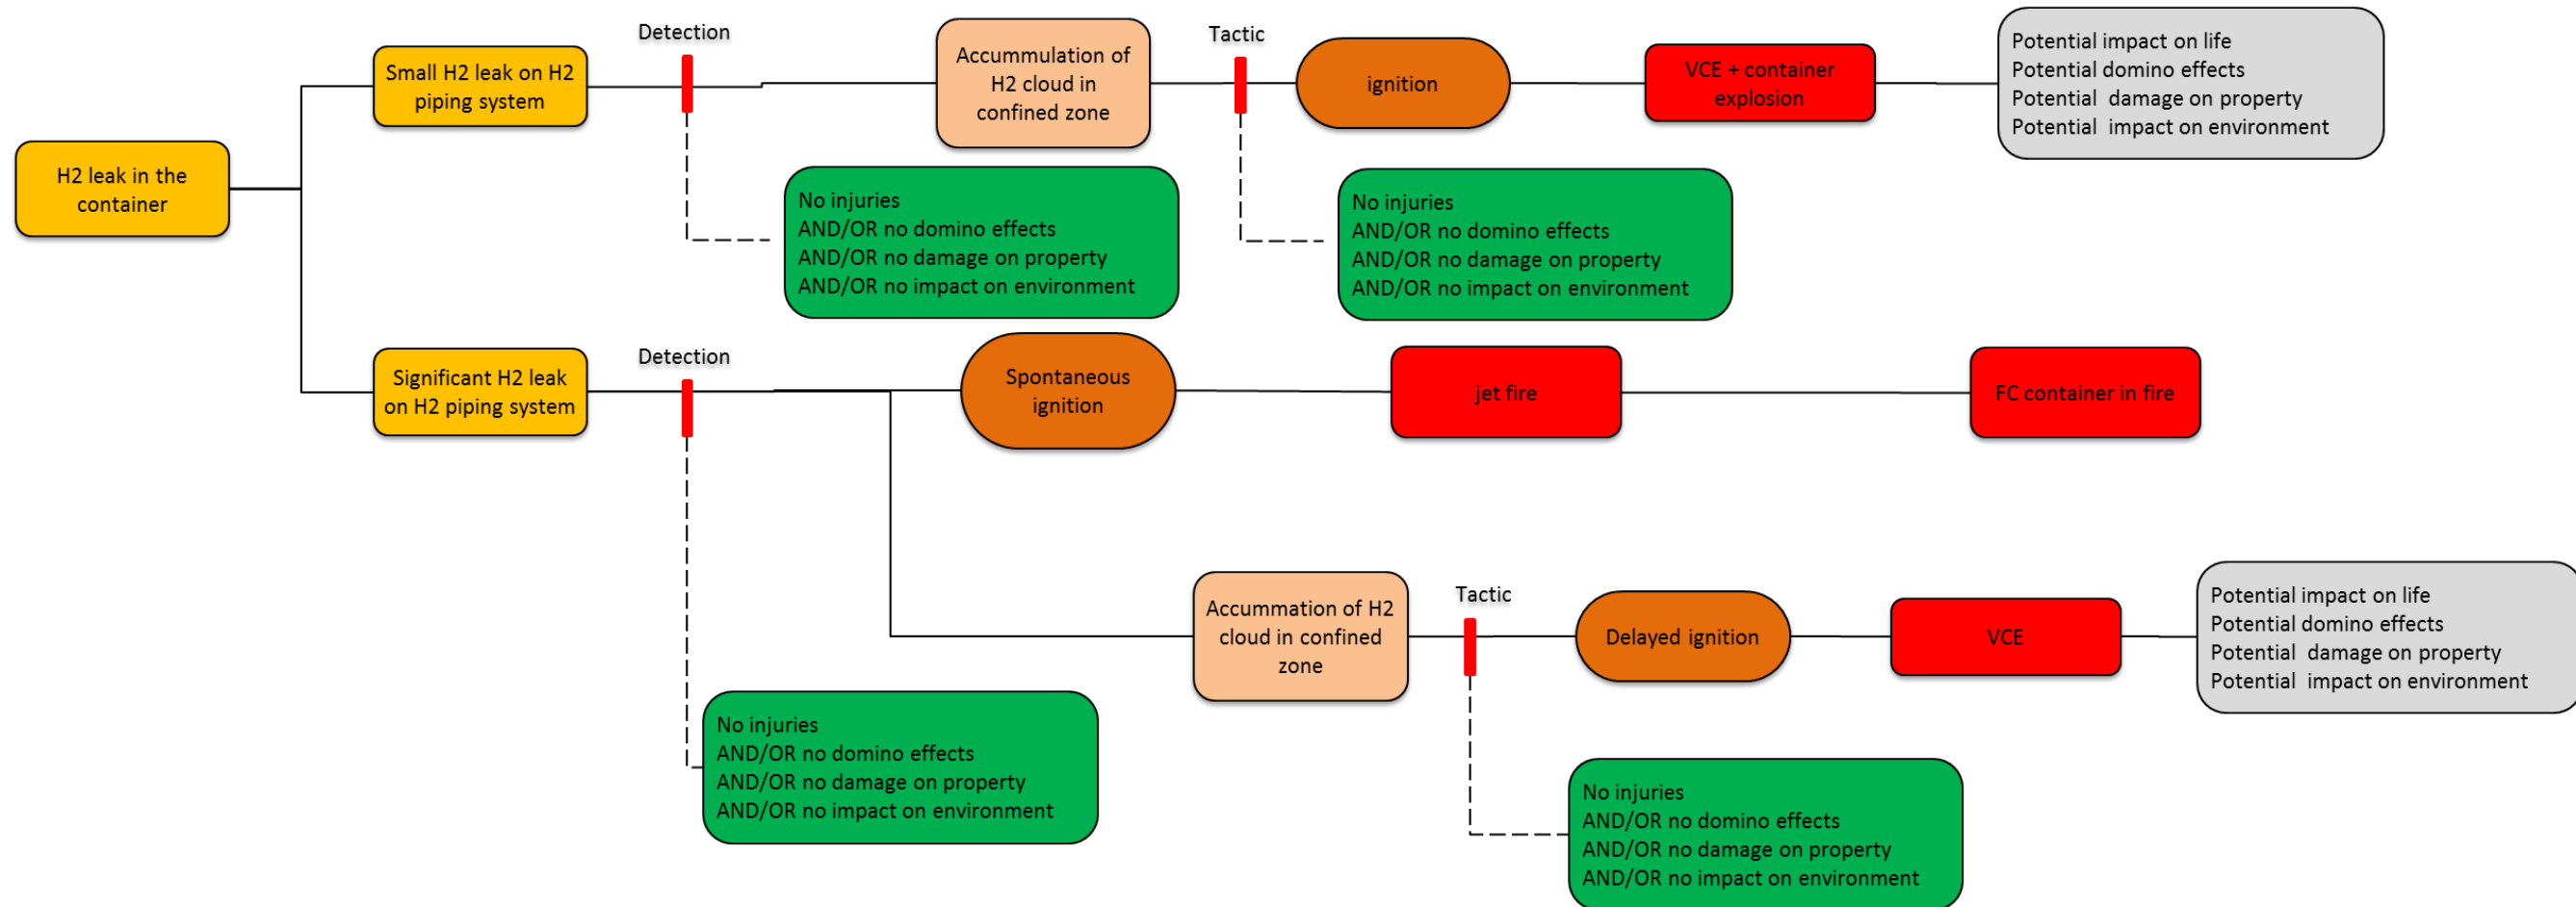 H2 leak in the
container
Small H2 leak on H2
piping system
Detection
Accummulation of
H2 cloud in
confined zone
Tactic
ignition
VCE + container
explosion
Potential impact on life
Potential domino effects
Potential  damage on property
Potential  impact on environment
No injuries
AND/OR no domino effects
AND/OR no damage on property
AND/OR no impact on environment
No injuries
AND/OR no domino effects
AND/OR no damage on property
AND/OR no impact on environment
Significant H2 leak
on H2 piping system
Detection
Spontaneous
ignition
jet fire
FC container in fire
Accummation of H2
cloud in confined
zone
Tactic
Delayed ignition
VCE
Potential impact on life
Potential domino effects
Potential  damage on property
Potential  impact on environment
No injuries
AND/OR no domino effects
AND/OR no damage on property
AND/OR no impact on environment
No injuries
AND/OR no domino effects
AND/OR no damage on property
AND/OR no impact on environment